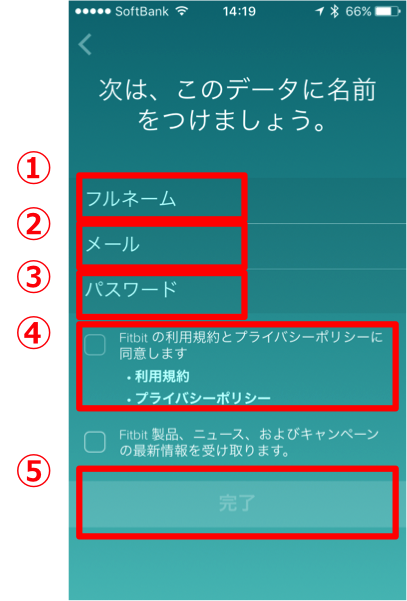 ●●●●● SoftBank 14:19 66%
次は、このデータに名前
をつけましょう。
① フルネーム
② メール
③ パスワード
④ Fitbit の利用規約とプライバシーポリシーに
同意します
・利用規約
・プライバシーポリシー
Fitbit 製品、ニュース、およびキャンペーン
の最新情報を受け取ります。
⑤ 完了